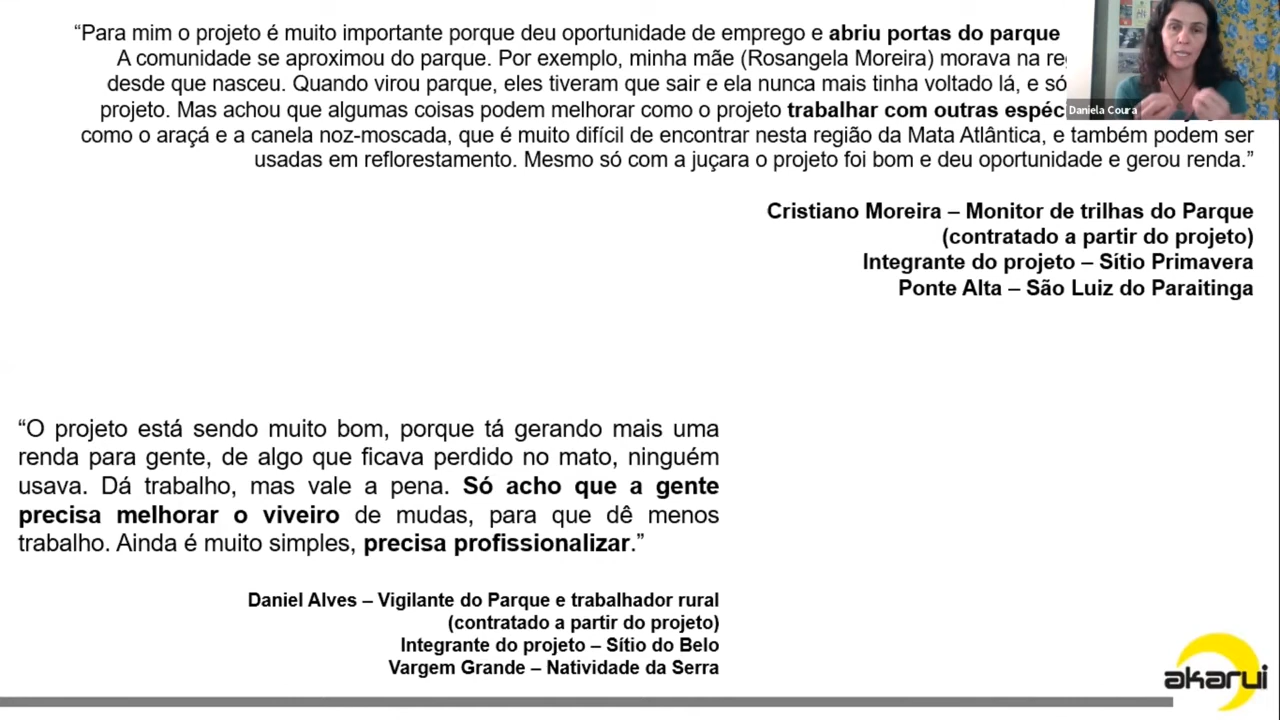 “Para mim o projeto é muito importante porque deu oportunidade de emprego e abriu portas do parque
A comunidade se aproximou do parque. Por exemplo, minha mãe (Rosangela Moreira) morava na
desde que nasceu. Quando virou parque, eles tiveram que sair e ela nunca mais tinha voltado lá, e só
projeto. Mas achou que algumas coisas podem melhorar como o projeto trabalhar com outras
como o araçá e a canela noz-moscada, que é muito difícil de encontrar nesta região da Mata Atlântica, e também podem ser
usadas em reflorestamento. Mesmo só com a juçara o projeto foi bom e deu oportunidade e gerou renda.”
Daniela Coura
Cristiano Moreira – Monitor de trilhas do Parque
(contratado a partir do projeto)
Integrante do projeto – Sítio Primavera
Ponte Alta – São Luiz do Paraitinga
“O projeto está sendo muito bom, porque tá gerando mais uma
renda para gente, de algo que ficava perdido no mato, ninguém
usava. Dá trabalho, mas vale a pena. Só acho que a gente
precisa melhorar o viveiro de mudas, para que dê menos
trabalho. Ainda é muito simples, precisa profissionalizar.”
Daniel Alves – Vigilante do Parque e trabalhador rural
(contratado a partir do projeto)
Integrante do projeto – Sítio do Belo
Vargem Grande – Natividade da Serra
akarui